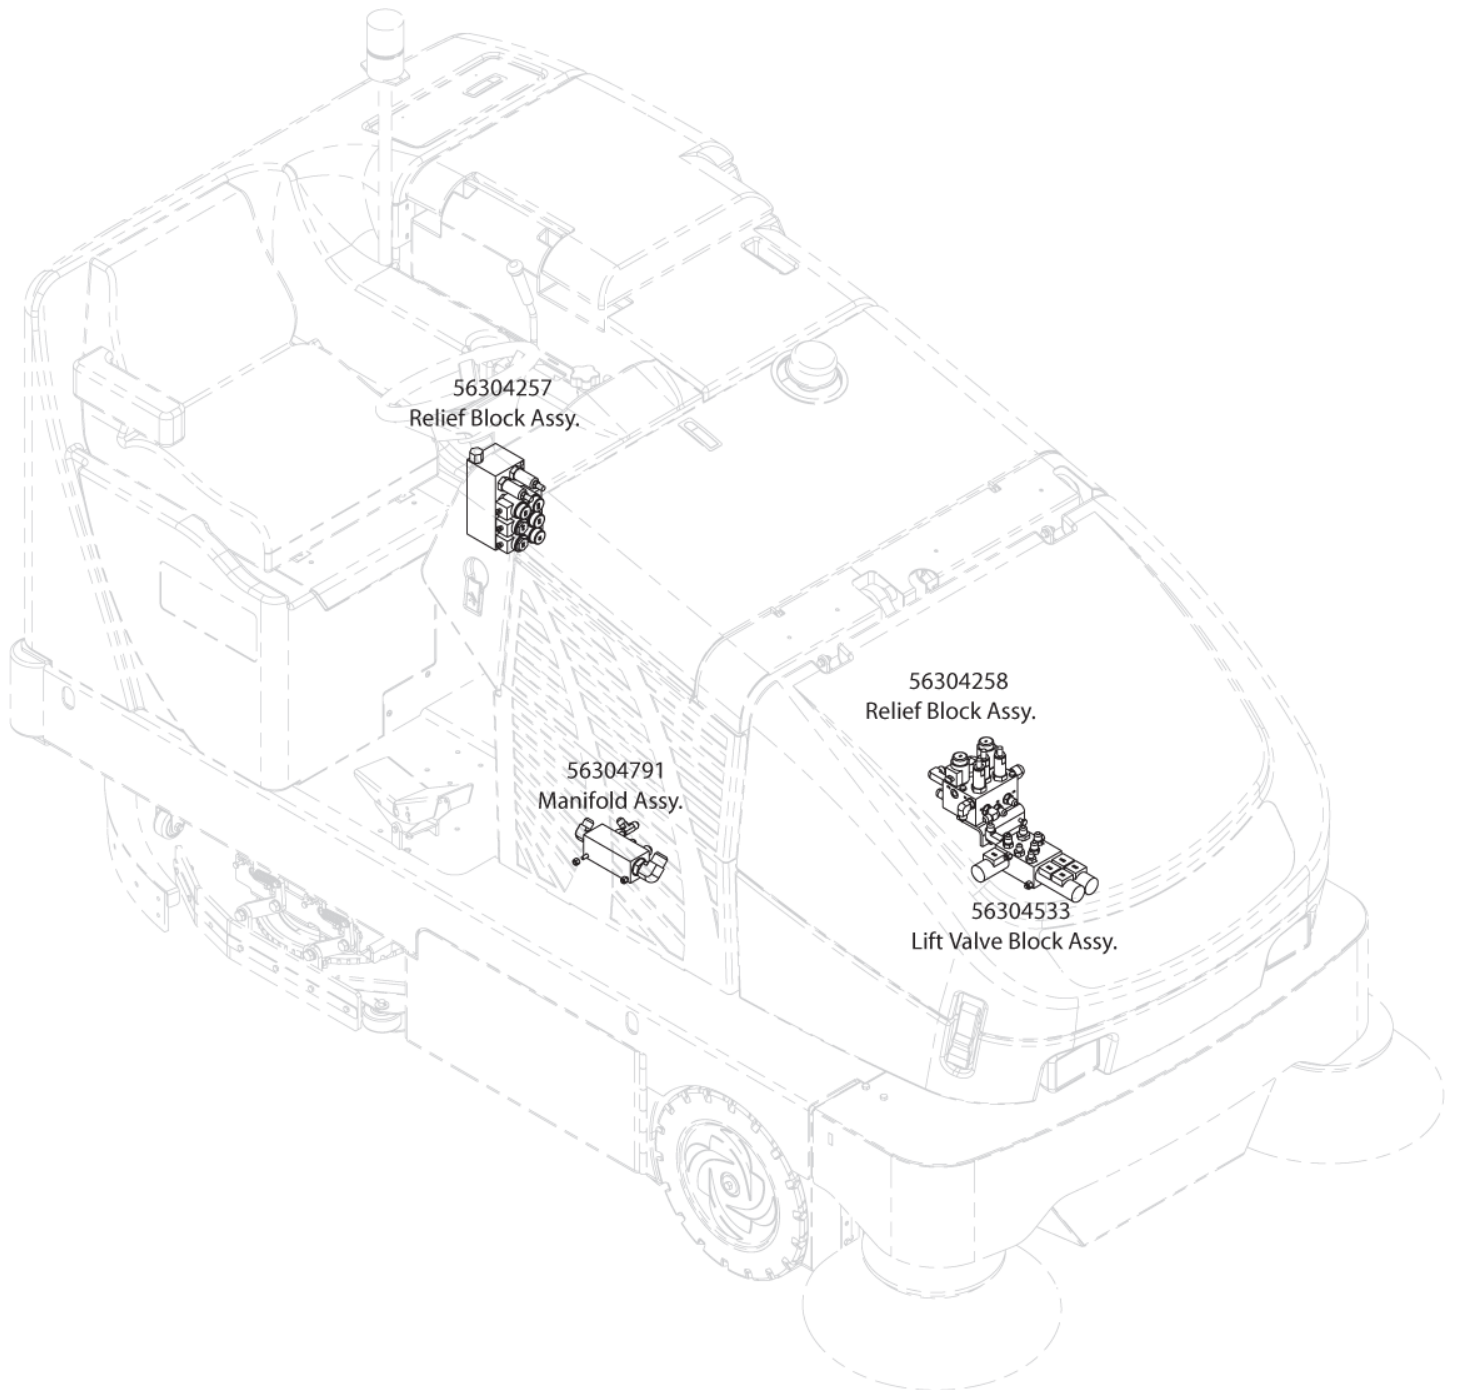 56304257
Relief Block Assy.
56304258
Relief Block Assy.
56304791
Manifold Assy.
56304533
Lift Valve Block Assy.